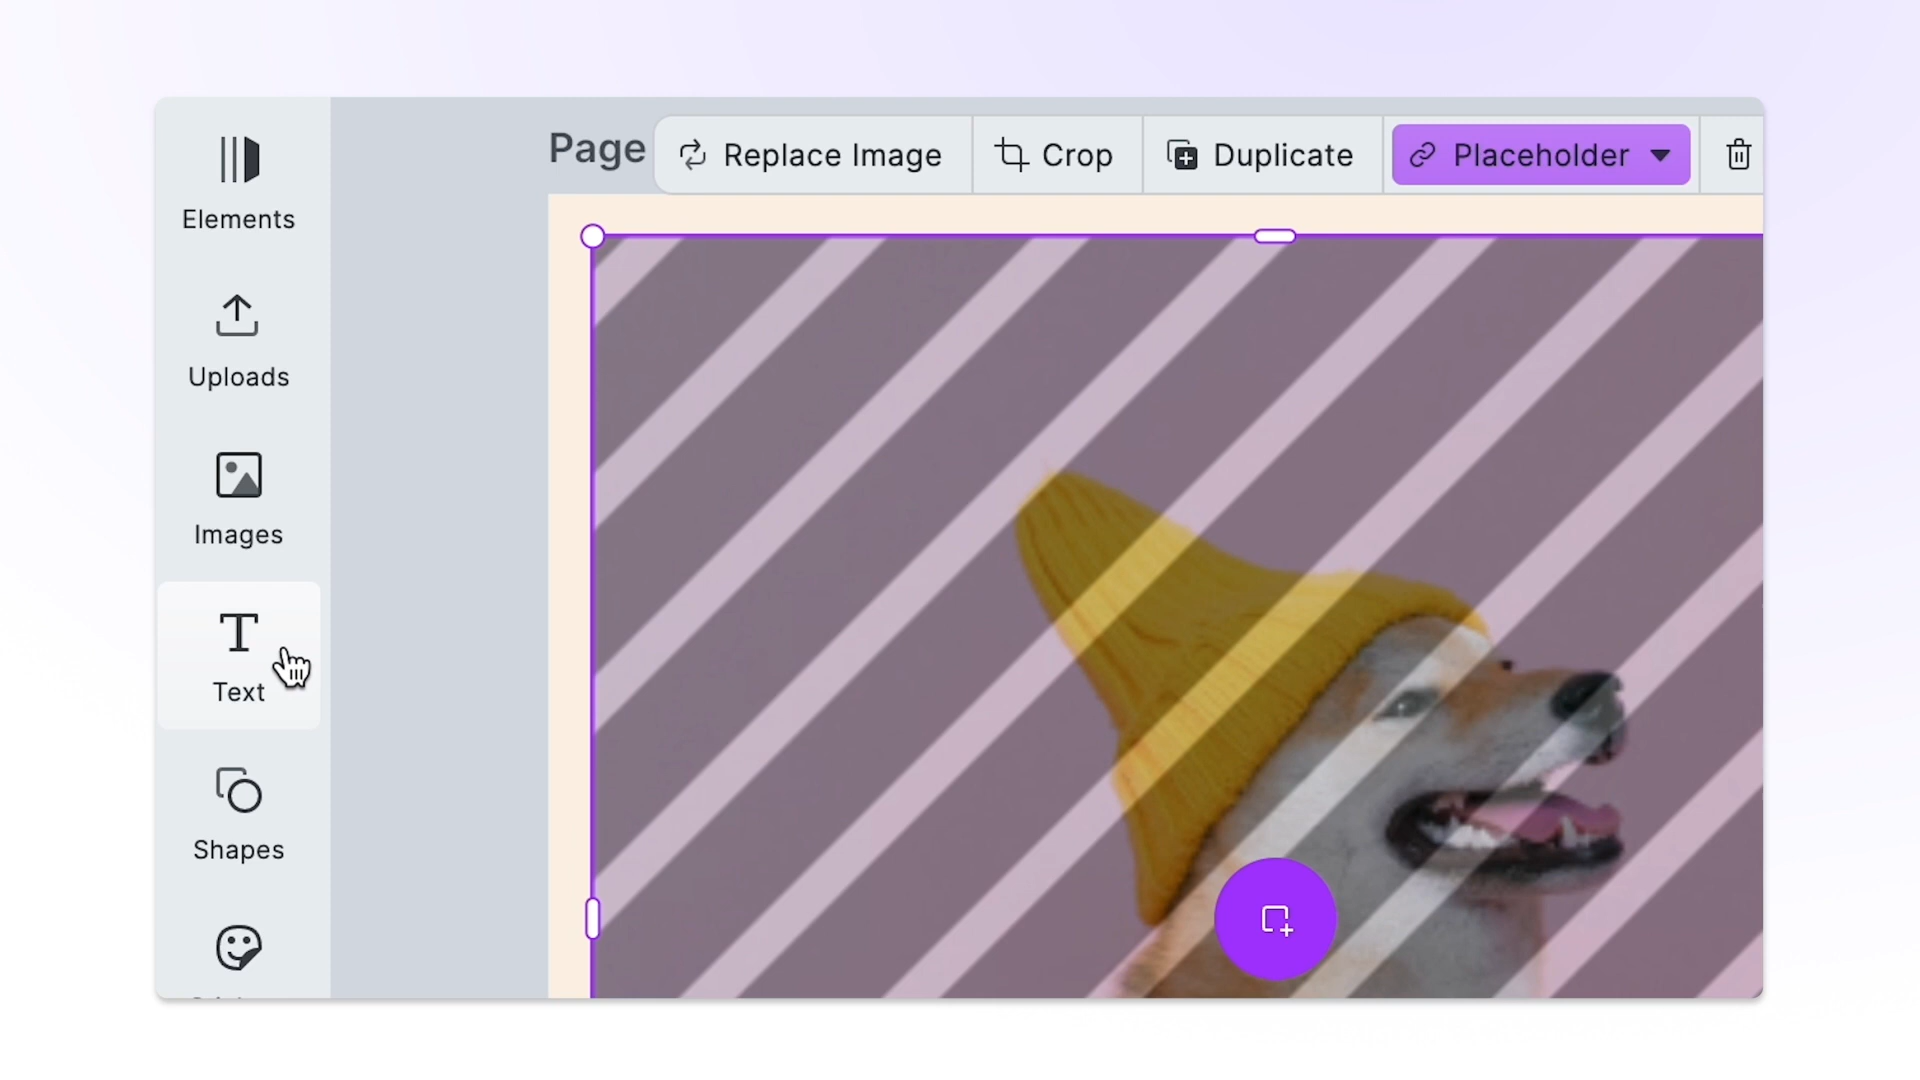 Page
Replace Image
Crop
Duplicate
Placeholder
Elements
Uploads
Images
Text
Shapes